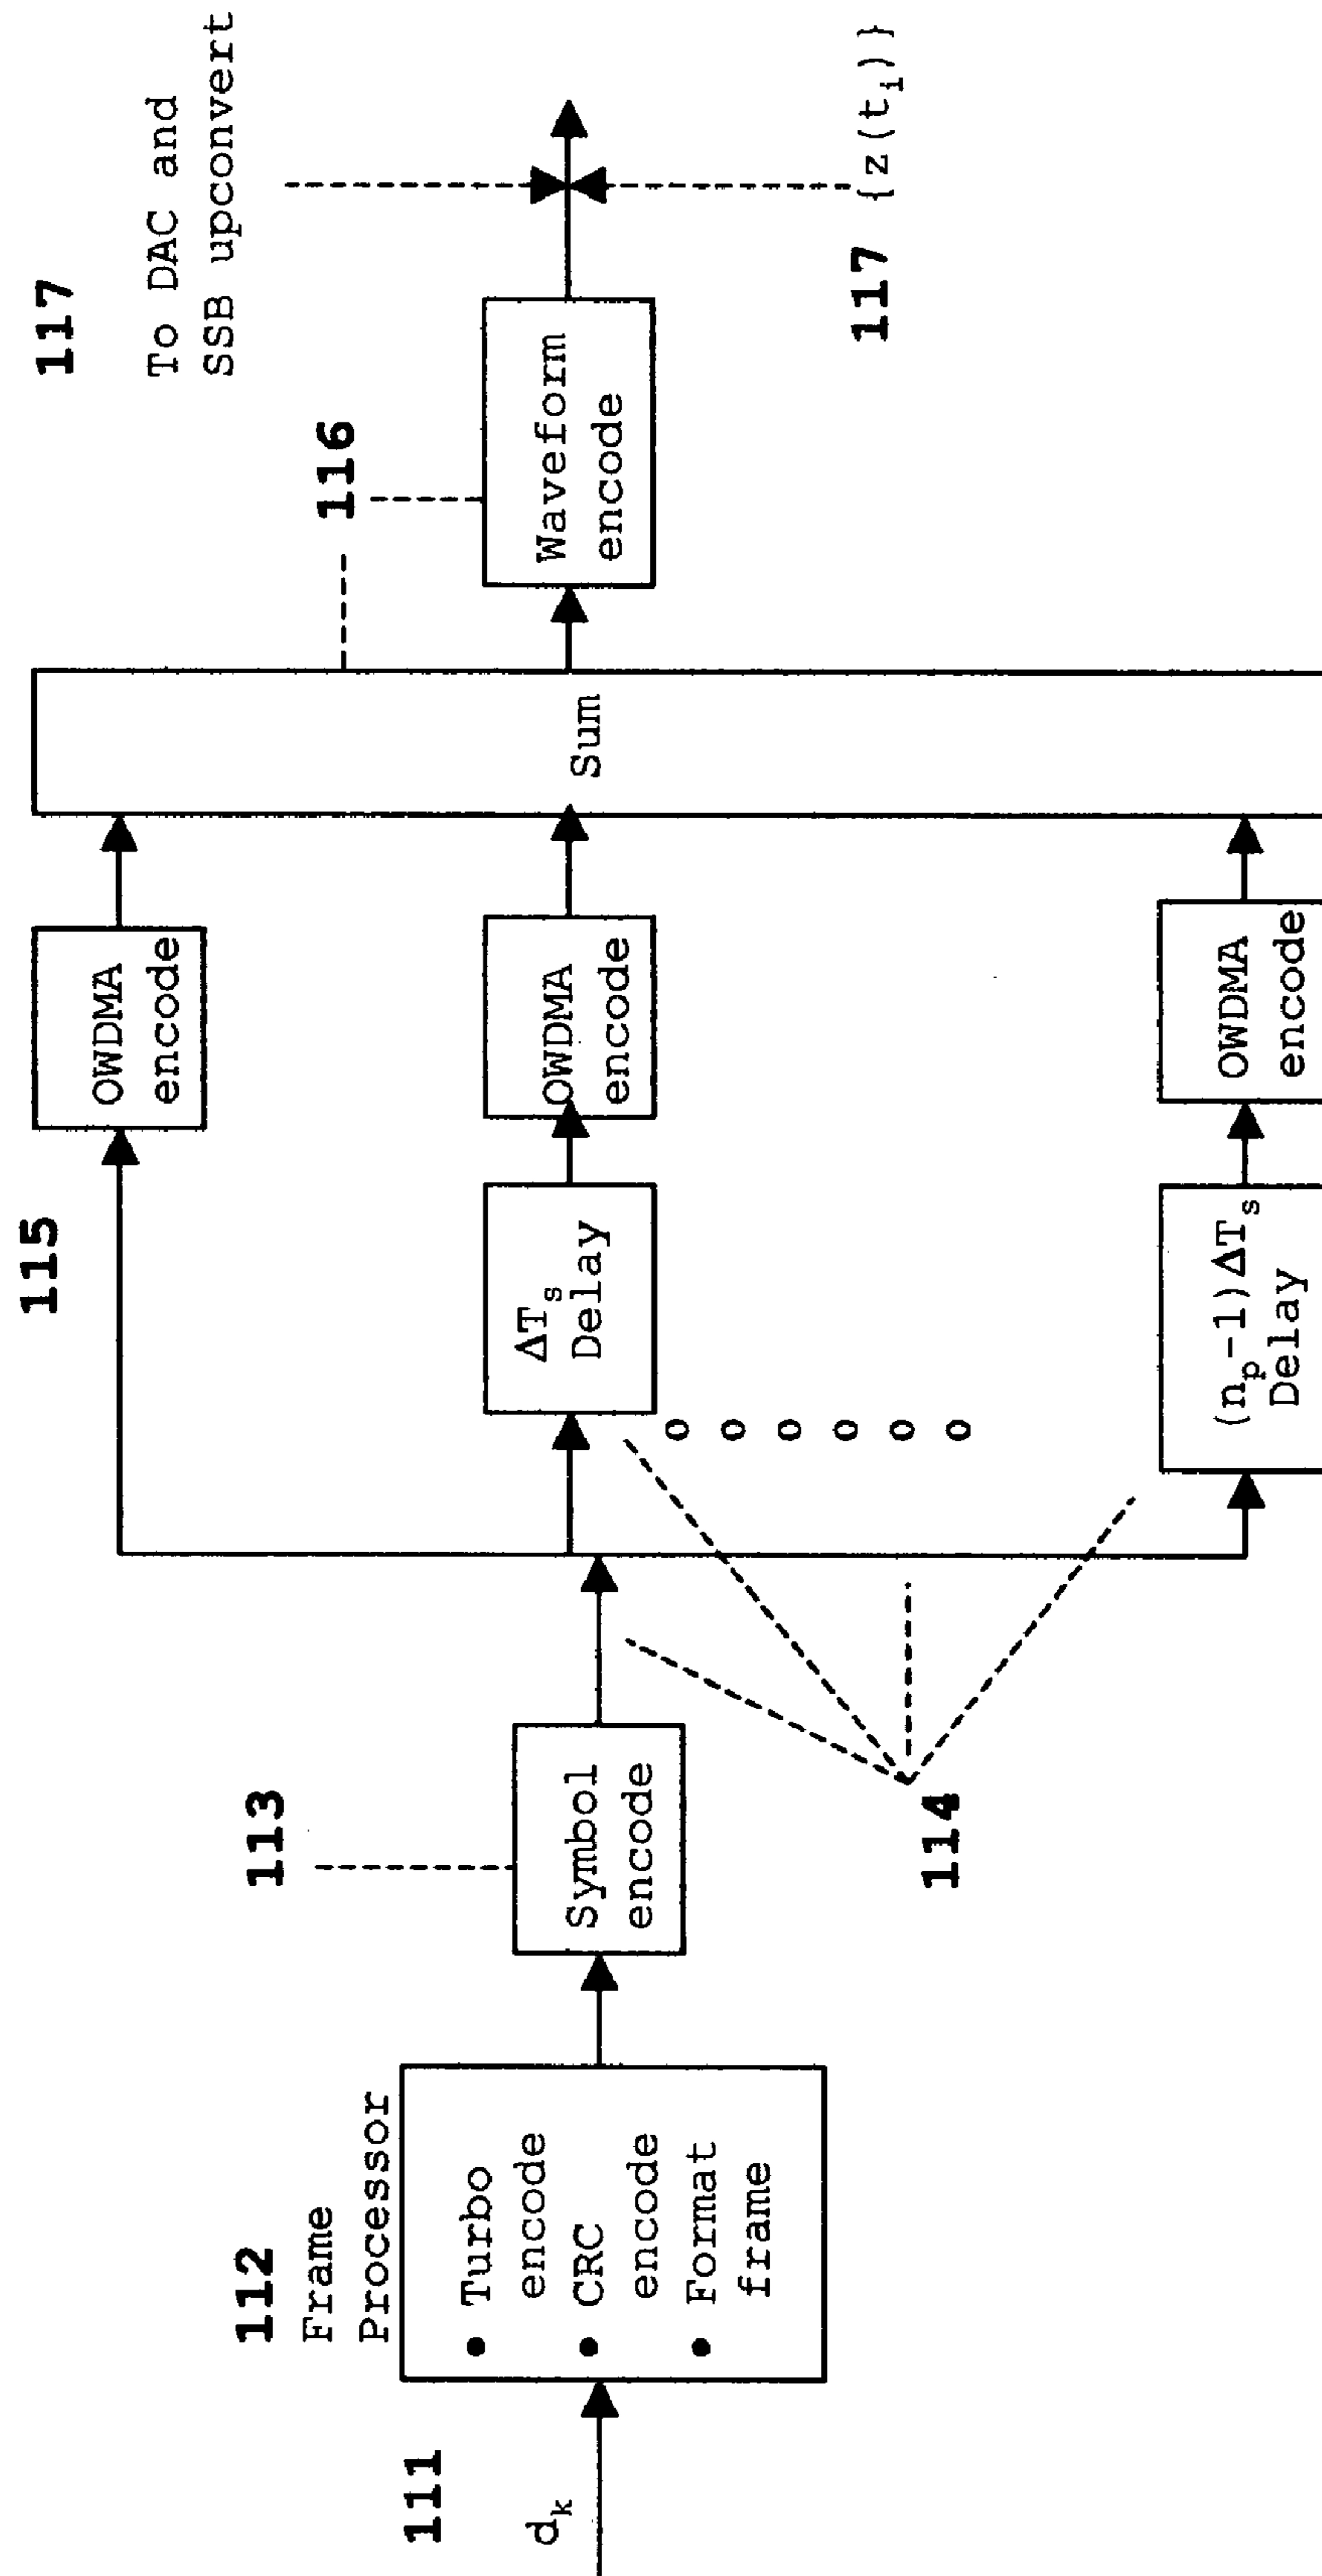 111
d_k
112
Frame
Processor
• Turbo
encode
• CRC
encode
• Format
frame
113
Symbol
encode
114
115
OWDMA
encode
ΔT_s
Delay
OWDMA
encode
o o o o o o
(n_p-1)ΔT_s
Delay
OWDMA
encode
Sum
116
Waveform
encode
117
To DAC and
SSB upconvert
117 {z(t_i)}